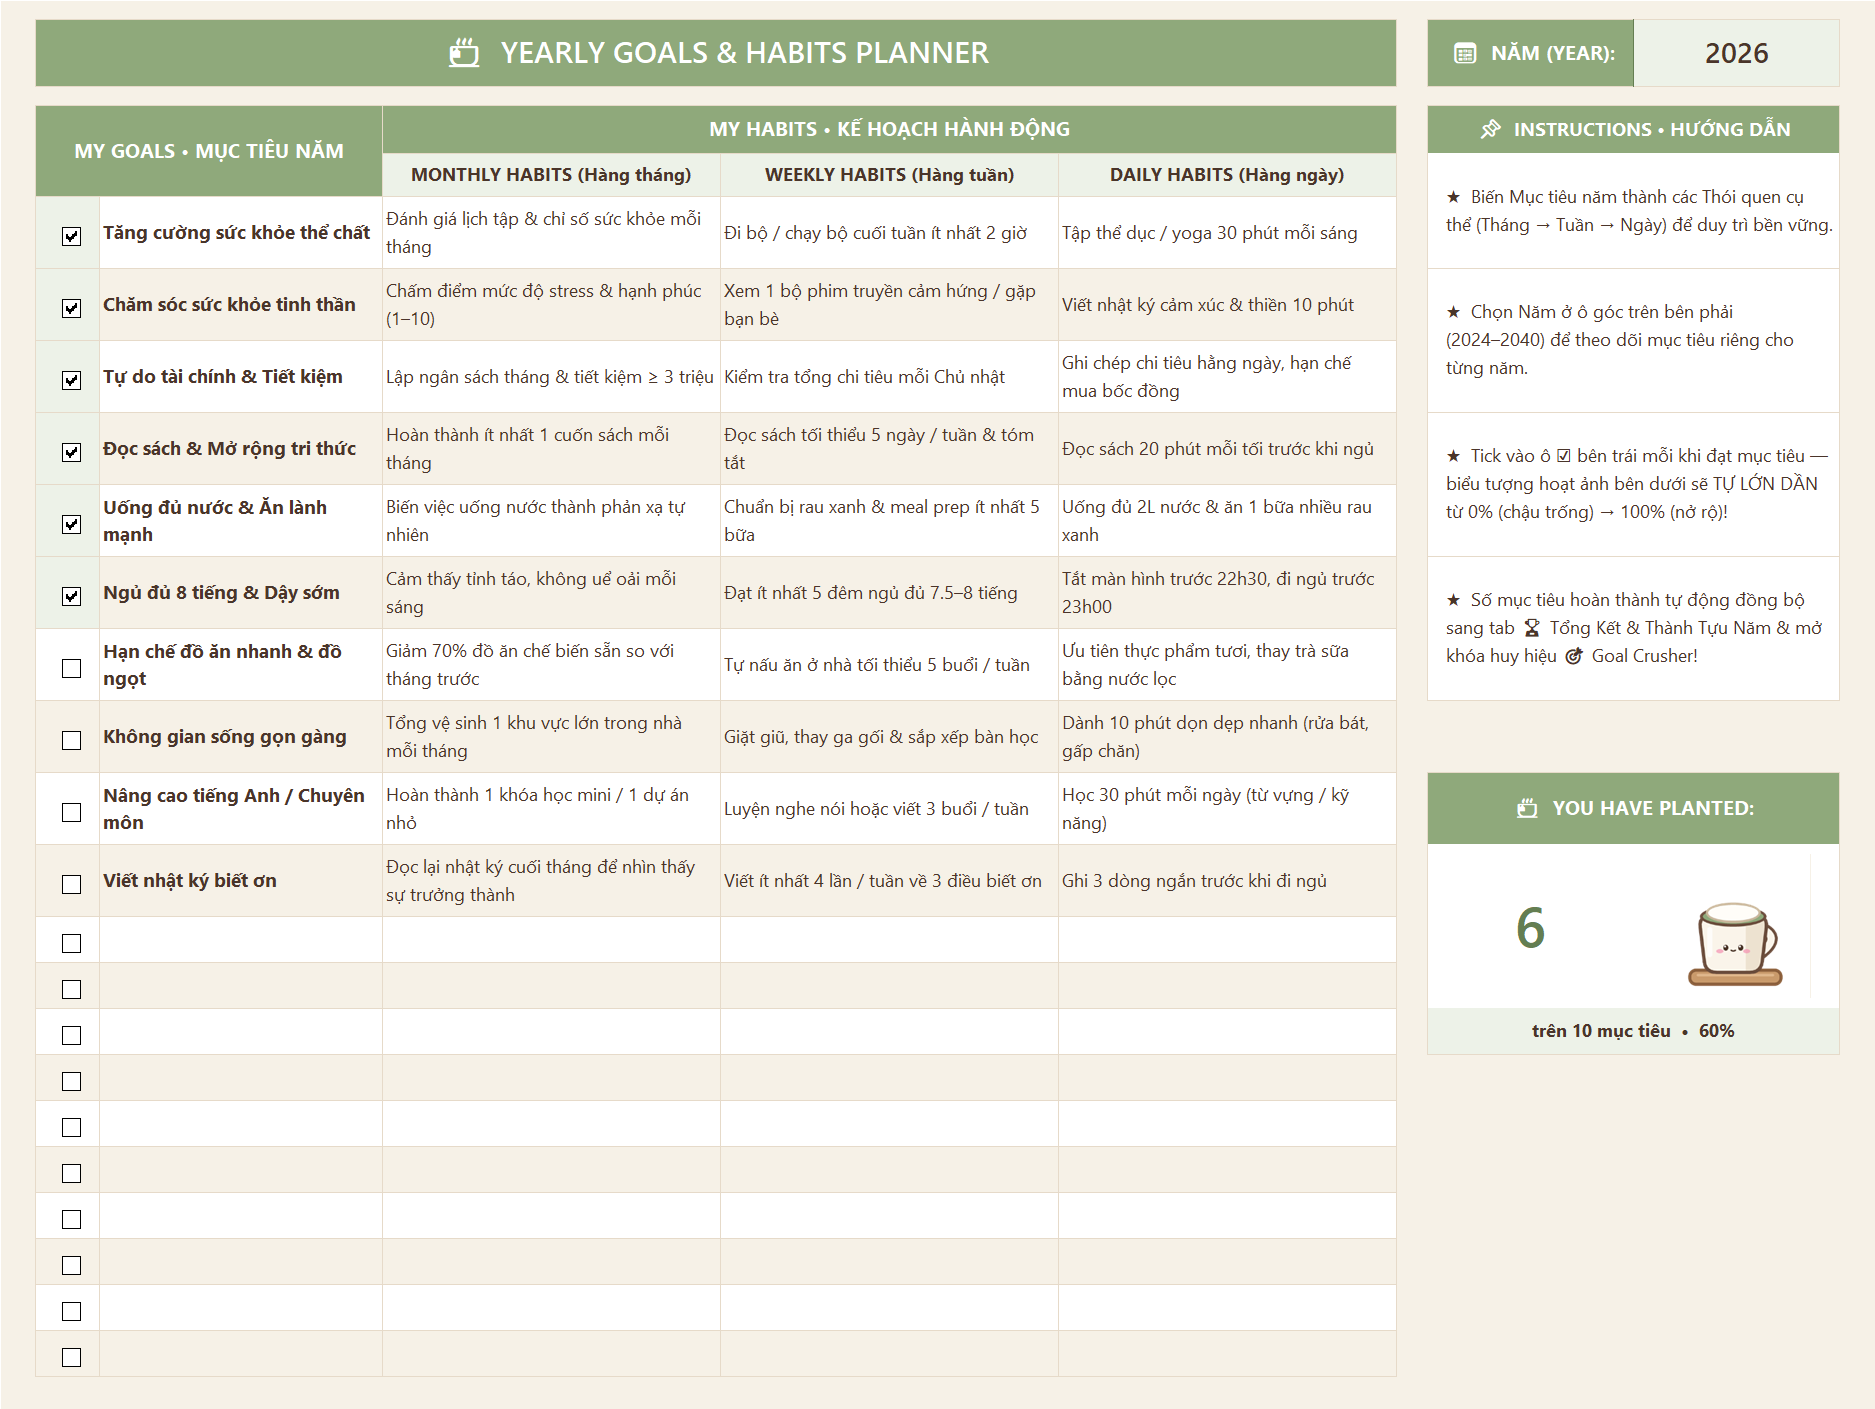 YEARLY GOALS & HABITS PLANNER
NĂM (YEAR):
2026
MY GOALS • MỤC TIÊU NĂM
MY HABITS • KẾ HOẠCH HÀNH ĐỘNG
MONTHLY HABITS (Hàng tháng)
WEEKLY HABITS (Hàng tuần)
DAILY HABITS (Hàng ngày)
Tăng cường sức khỏe thể chất
Đánh giá lịch tập & chỉ số sức khỏe mỗi
tháng
Đi bộ / chạy bộ cuối tuần ít nhất 2 giờ
Tập thể dục / yoga 30 phút mỗi sáng
Chăm sóc sức khỏe tinh thần
Chấm điểm mức độ stress & hạnh phúc
(1–10)
Xem 1 bộ phim truyền cảm hứng / gặp
bạn bè
Viết nhật ký cảm xúc & thiền 10 phút
Tự do tài chính & Tiết kiệm
Lập ngân sách tháng & tiết kiệm ≥ 3 triệu
Kiểm tra tổng chi tiêu mỗi Chủ nhật
Ghi chép chi tiêu hằng ngày, hạn chế
mua bốc đồng
Đọc sách & Mở rộng tri thức
Hoàn thành ít nhất 1 cuốn sách mỗi
tháng
Đọc sách tối thiểu 5 ngày / tuần & tóm
tắt
Đọc sách 20 phút mỗi tối trước khi ngủ
Uống đủ nước & Ăn lành
mạnh
Biến việc uống nước thành phản xạ tự
nhiên
Chuẩn bị rau xanh & meal prep ít nhất 5
bữa
Uống đủ 2L nước & ăn 1 bữa nhiều rau
xanh
Ngủ đủ 8 tiếng & Dậy sớm
Cảm thấy tỉnh táo, không uể oải mỗi
sáng
Đạt ít nhất 5 đêm ngủ đủ 7.5–8 tiếng
Tắt màn hình trước 22h30, đi ngủ trước
23h00
Hạn chế đồ ăn nhanh & đồ
ngọt
Giảm 70% đồ ăn chế biến sẵn so với
tháng trước
Tự nấu ăn ở nhà tối thiểu 5 buổi / tuần
Ưu tiên thực phẩm tươi, thay trà sữa
bằng nước lọc
Không gian sống gọn gàng
Tổng vệ sinh 1 khu vực lớn trong nhà
mỗi tháng
Giặt giũ, thay ga gối & sắp xếp bàn học
Dành 10 phút dọn dẹp nhanh (rửa bát,
gấp chăn)
Nâng cao tiếng Anh / Chuyên
môn
Hoàn thành 1 khóa học mini / 1 dự án
nhỏ
Luyện nghe nói hoặc viết 3 buổi / tuần
Học 30 phút mỗi ngày (từ vựng / kỹ
năng)
Viết nhật ký biết ơn
Đọc lại nhật ký cuối tháng để nhìn thấy
sự trưởng thành
Viết ít nhất 4 lần / tuần về 3 điều biết ơn
Ghi 3 dòng ngắn trước khi đi ngủ
INSTRUCTIONS • HƯỚNG DẪN
★ Biến Mục tiêu năm thành các Thói quen cụ
thể (Tháng → Tuần → Ngày) để duy trì bền vững.
★ Chọn Năm ở ô góc trên bên phải
(2024–2040) để theo dõi mục tiêu riêng cho
từng năm.
★ Tick vào ô ☑ bên trái mỗi khi đạt mục tiêu —
biểu tượng hoạt ảnh bên dưới sẽ TỰ LỚN DẦN
từ 0% (chậu trống) → 100% (nở rộ)!
★ Số mục tiêu hoàn thành tự động đồng bộ
sang tab 🏆 Tổng Kết & Thành Tựu Năm & mở
khóa huy hiệu 🎯 Goal Crusher!
YOU HAVE PLANTED:
6
trên 10 mục tiêu • 60%